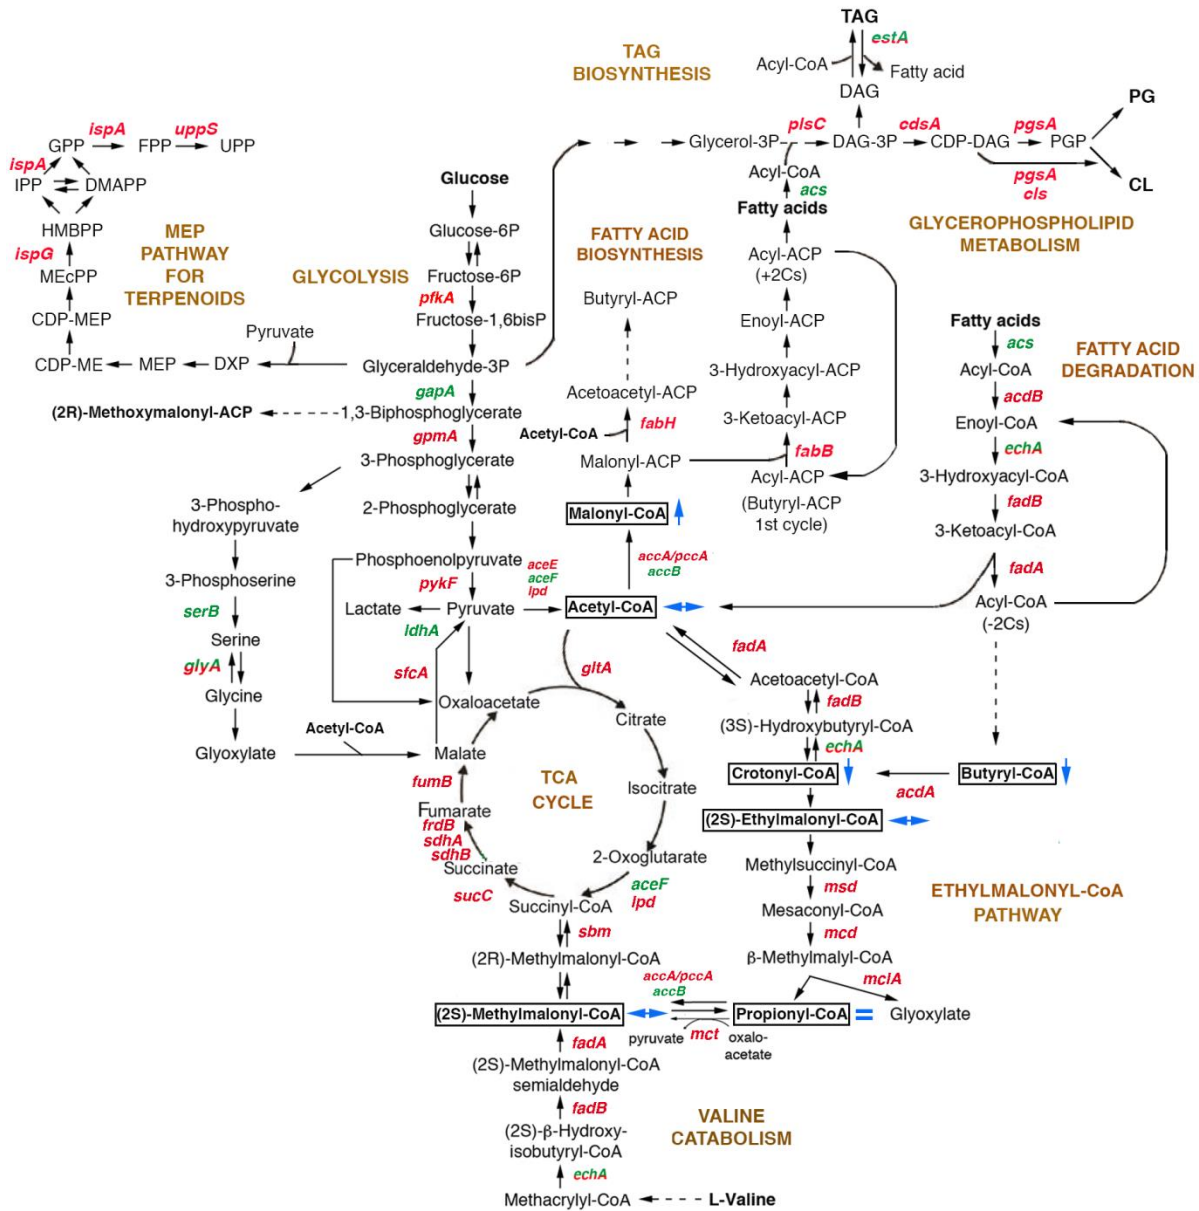 TAG
estA
TAG
BIOSYNTHESIS
Acyl-CoA
Fatty acid
DAG
PG
ispA
uppS
plsC
cdsA
pgsA
GPP
FPP
UPP
Glycerol-3P
DAG-3P
CDP-DAG
PGP
ispA
IPP
DMAPP
Glucose
Acyl-CoA
acs
pgsA
cls
CL
HMBPP
MEP
PATHWAY
FOR
TERPENOIDS
Glucose-6P
FATTY ACID
BIOSYNTHESIS
Fatty acids
GLYCEROPHOSPHOLIPID
METABOLISM
ispG
MEcPP
GLYCOLYSIS
Fructose-6P
Acyl-ACP
(+2Cs)
pfkA
Butyryl-ACP
CDP-MEP
Fructose-1,6bisP
Enoyl-ACP
Fatty acids
acs
FATTY ACID
DEGRADATION
Pyruvate
CDP-ME
MEP
DXP
Glyceraldehyde-3P
3-Hydroxyacyl-ACP
Acyl-CoA
gapA
Acetoacetyl-ACP
acdB
(2R)-Methoxymalonyl-ACP
1,3-Biphosphoglycerate
3-Ketoacyl-ACP
Enoyl-CoA
gpmA
Acetyl-CoA
fabH
echA
3-Phosphoglycerate
Malonyl-ACP
fabB
Acyl-ACP
3-Hydroxyacyl-CoA
3-Phospho-
hydroxypyruvate
2-Phosphoglycerate
Malonyl-CoA
(Butyryl-ACP
1st cycle)
fadB
3-Ketoacyl-CoA
Phosphoenolpyruvate
aceE
aceF
lpd
accA/pccA
accB
fadA
3-Phosphoserine
pykF
serB
Lactate
Pyruvate
Acetyl-CoA
Acyl-CoA
(-2Cs)
ldhA
Serine
glyA
sfcA
gltA
fadA
Glycine
Oxaloacetate
Acetoacetyl-CoA
fadB
Citrate
(3S)-Hydroxybutyryl-CoA
Acetyl-CoA
echA
Glyoxylate
Malate
Crotonyl-CoA
Butyryl-CoA
fumB
TCA
CYCLE
Isocitrate
acdA
Fumarate
(2S)-Ethylmalonyl-CoA
frdB
sdhA
sdhB
2-Oxoglutarate
Methylsuccinyl-CoA
Succinate
aceF
lpd
msd
ETHYLMALONYL-CoA
PATHWAY
sucC
Succinyl-CoA
Mesaconyl-CoA
sbm
mcd
(2R)-Methylmalonyl-CoA
β-Methylmalyl-CoA
accA/pccA
accB
mclA
(2S)-Methylmalonyl-CoA
Propionyl-CoA
Glyoxylate
fadA
pyruvate
mct
oxalo-
acetate
(2S)-Methylmalonyl-CoA
semialdehyde
fadB
VALINE
CATABOLISM
(2S)-β-Hydroxy-
isobutyryl-CoA
echA
Methacrylyl-CoA
L-Valine